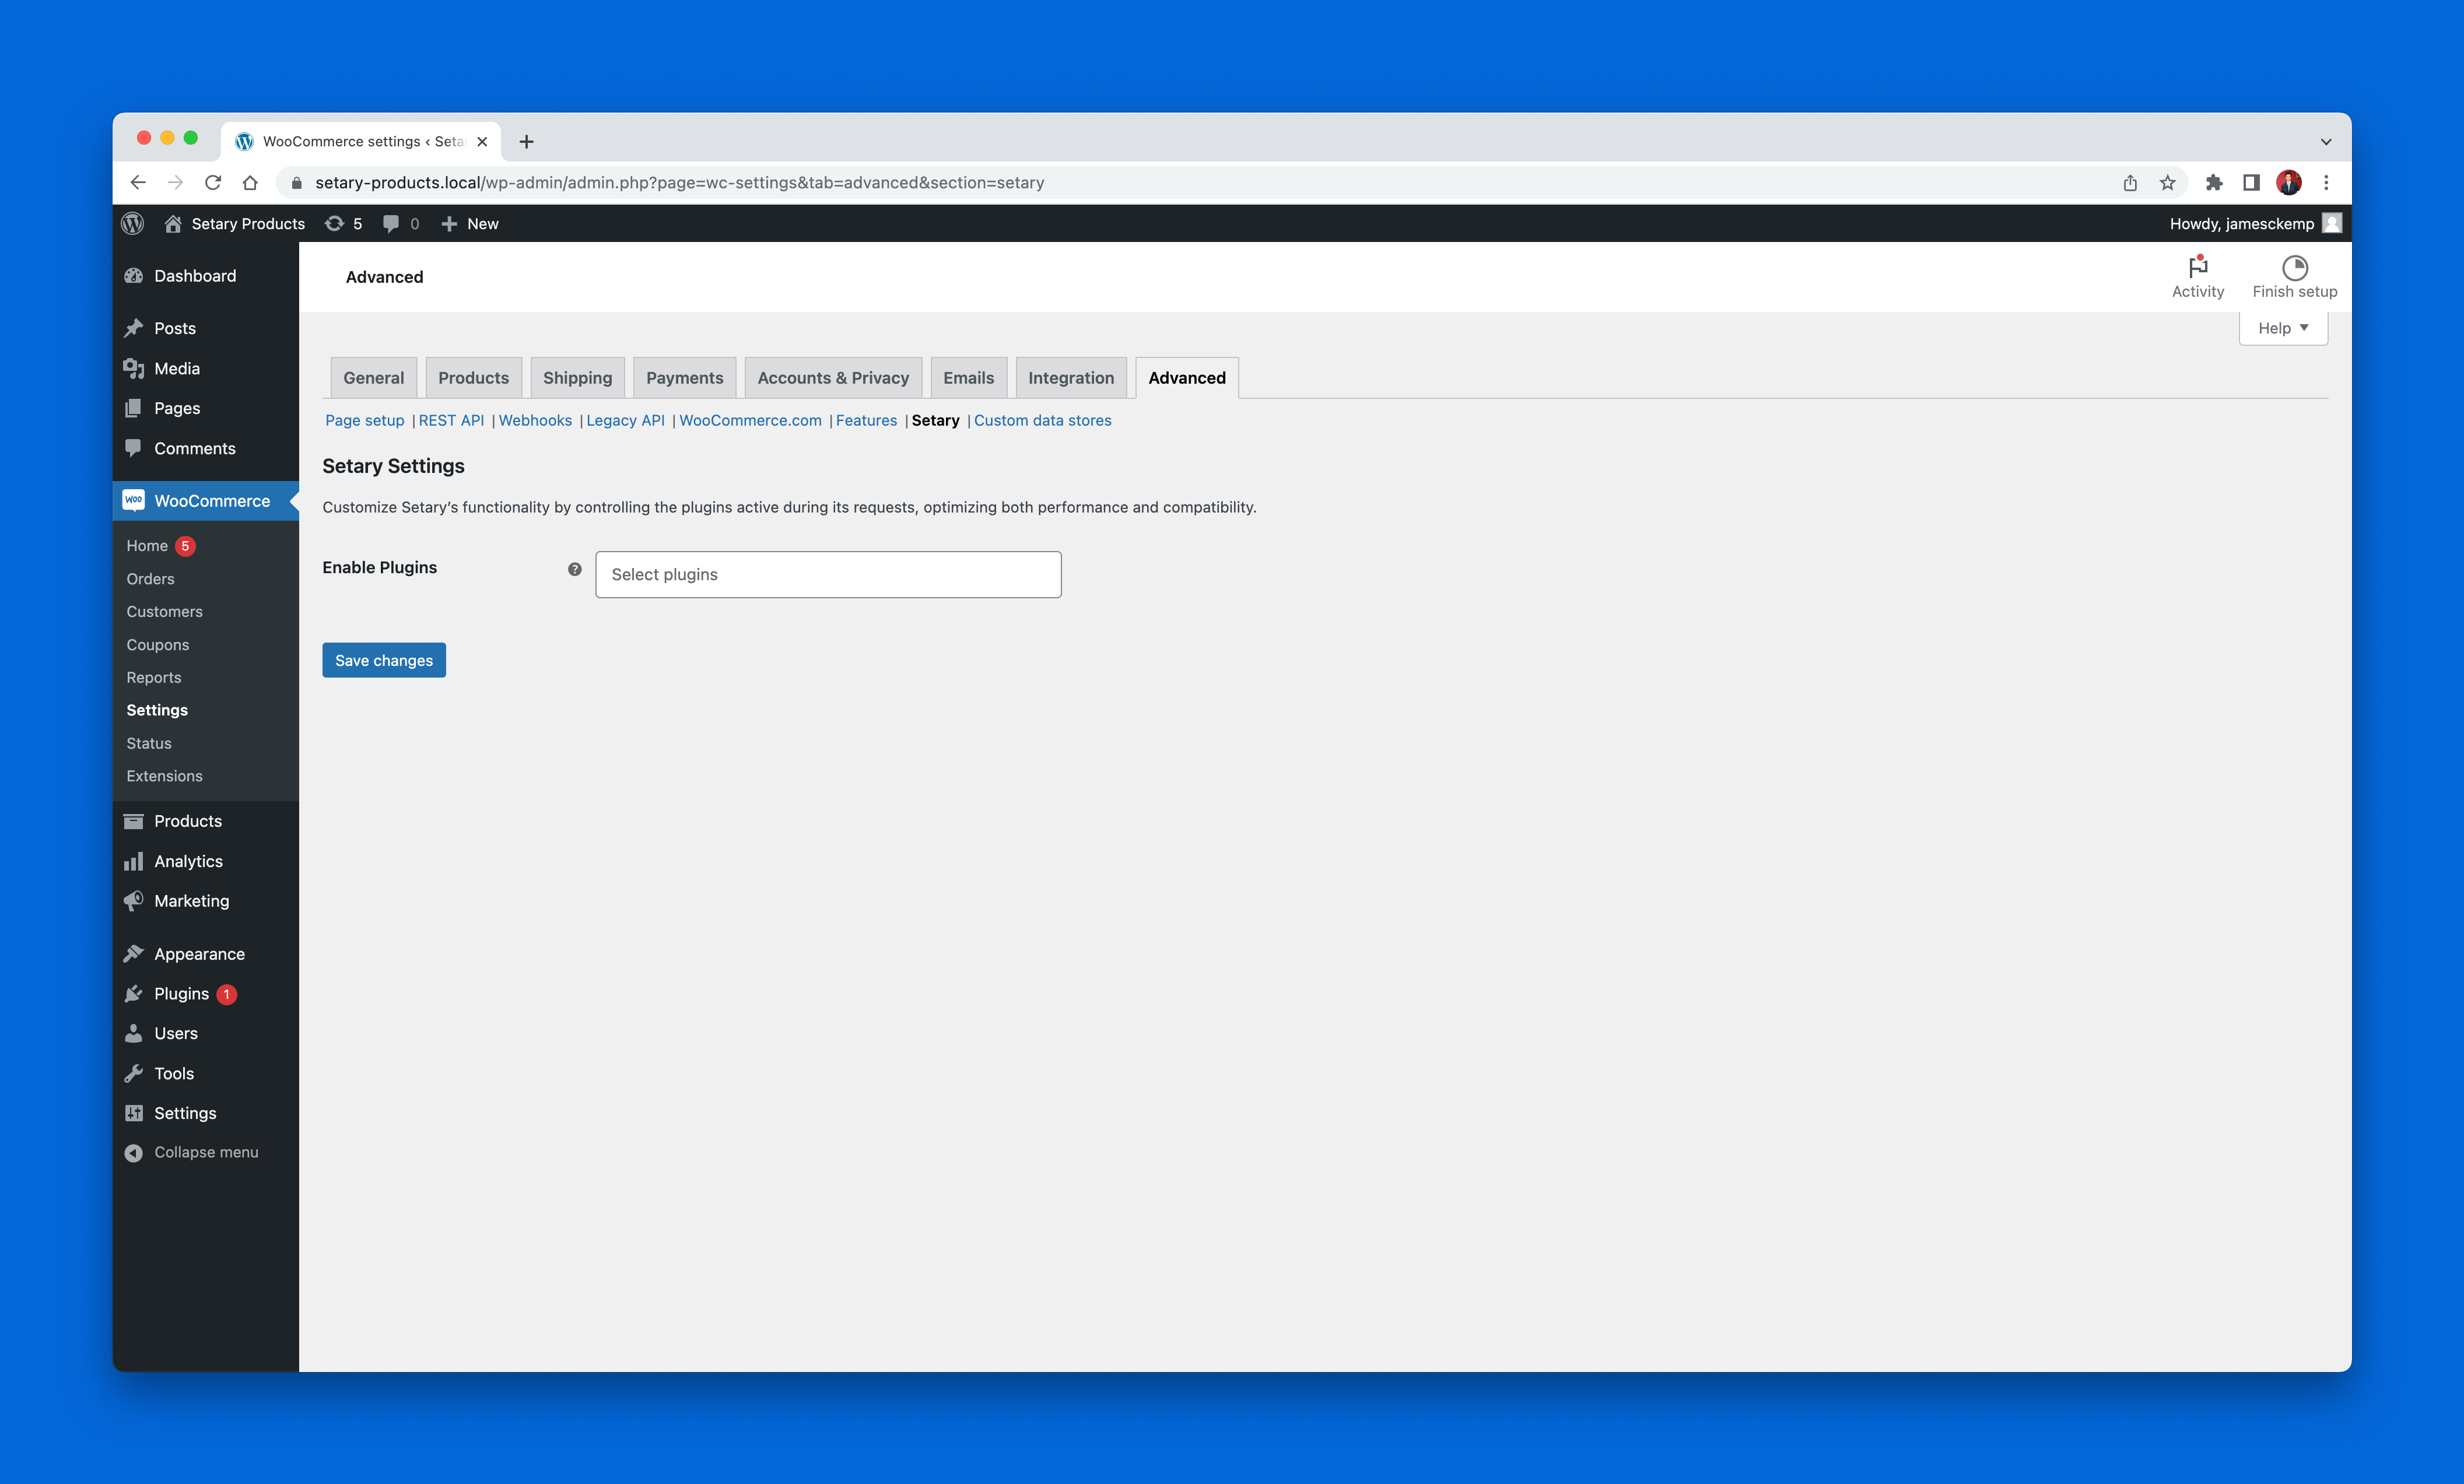 WooCommerce settings ‹ Seta
setary-products.local/wp-admin/admin.php?page=wc-settings&tab=advanced&section=setary
Setary Products 5 0 New Howdy, jamesckemp
Dashboard
Posts
Media
Pages
Comments
WooCommerce
Home 5
Orders
Customers
Coupons
Reports
Settings
Status
Extensions
Products
Analytics
Marketing
Appearance
Plugins 1
Users
Tools
Settings
Collapse menu
Advanced
Activity Finish setup
Help
General Products Shipping Payments Accounts & Privacy Emails Integration Advanced
Page setup | REST API | Webhooks | Legacy API | WooCommerce.com | Features | Setary | Custom data stores
Setary Settings
Customize Setary’s functionality by controlling the plugins active during its requests, optimizing both performance and compatibility.
Enable Plugins ? Select plugins
Save changes